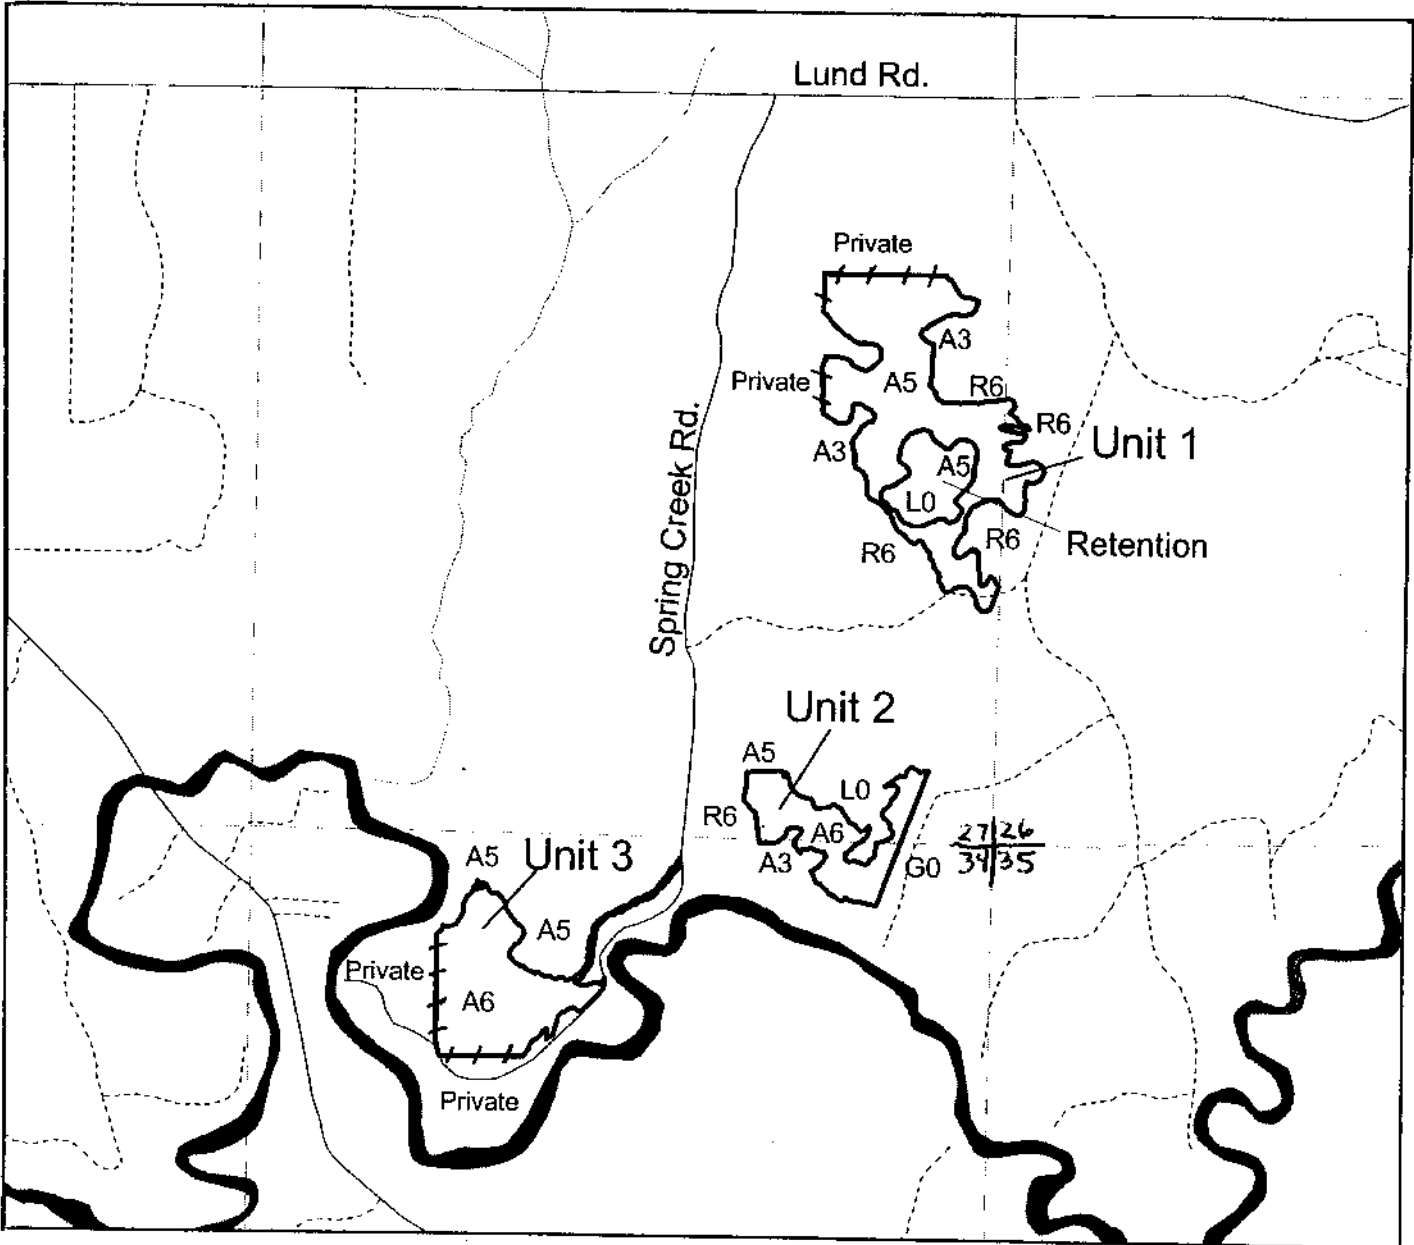 Lund Rd.
Private
A3
Private
A5
R6
R6
Unit 1
A3
A5
L0
R6
R6
Retention
Spring Creek Rd.
Unit 2
A5
L0
R6
A6
A3
G0
27 26
34 35
A5
Unit 3
A5
Private
A6
Private